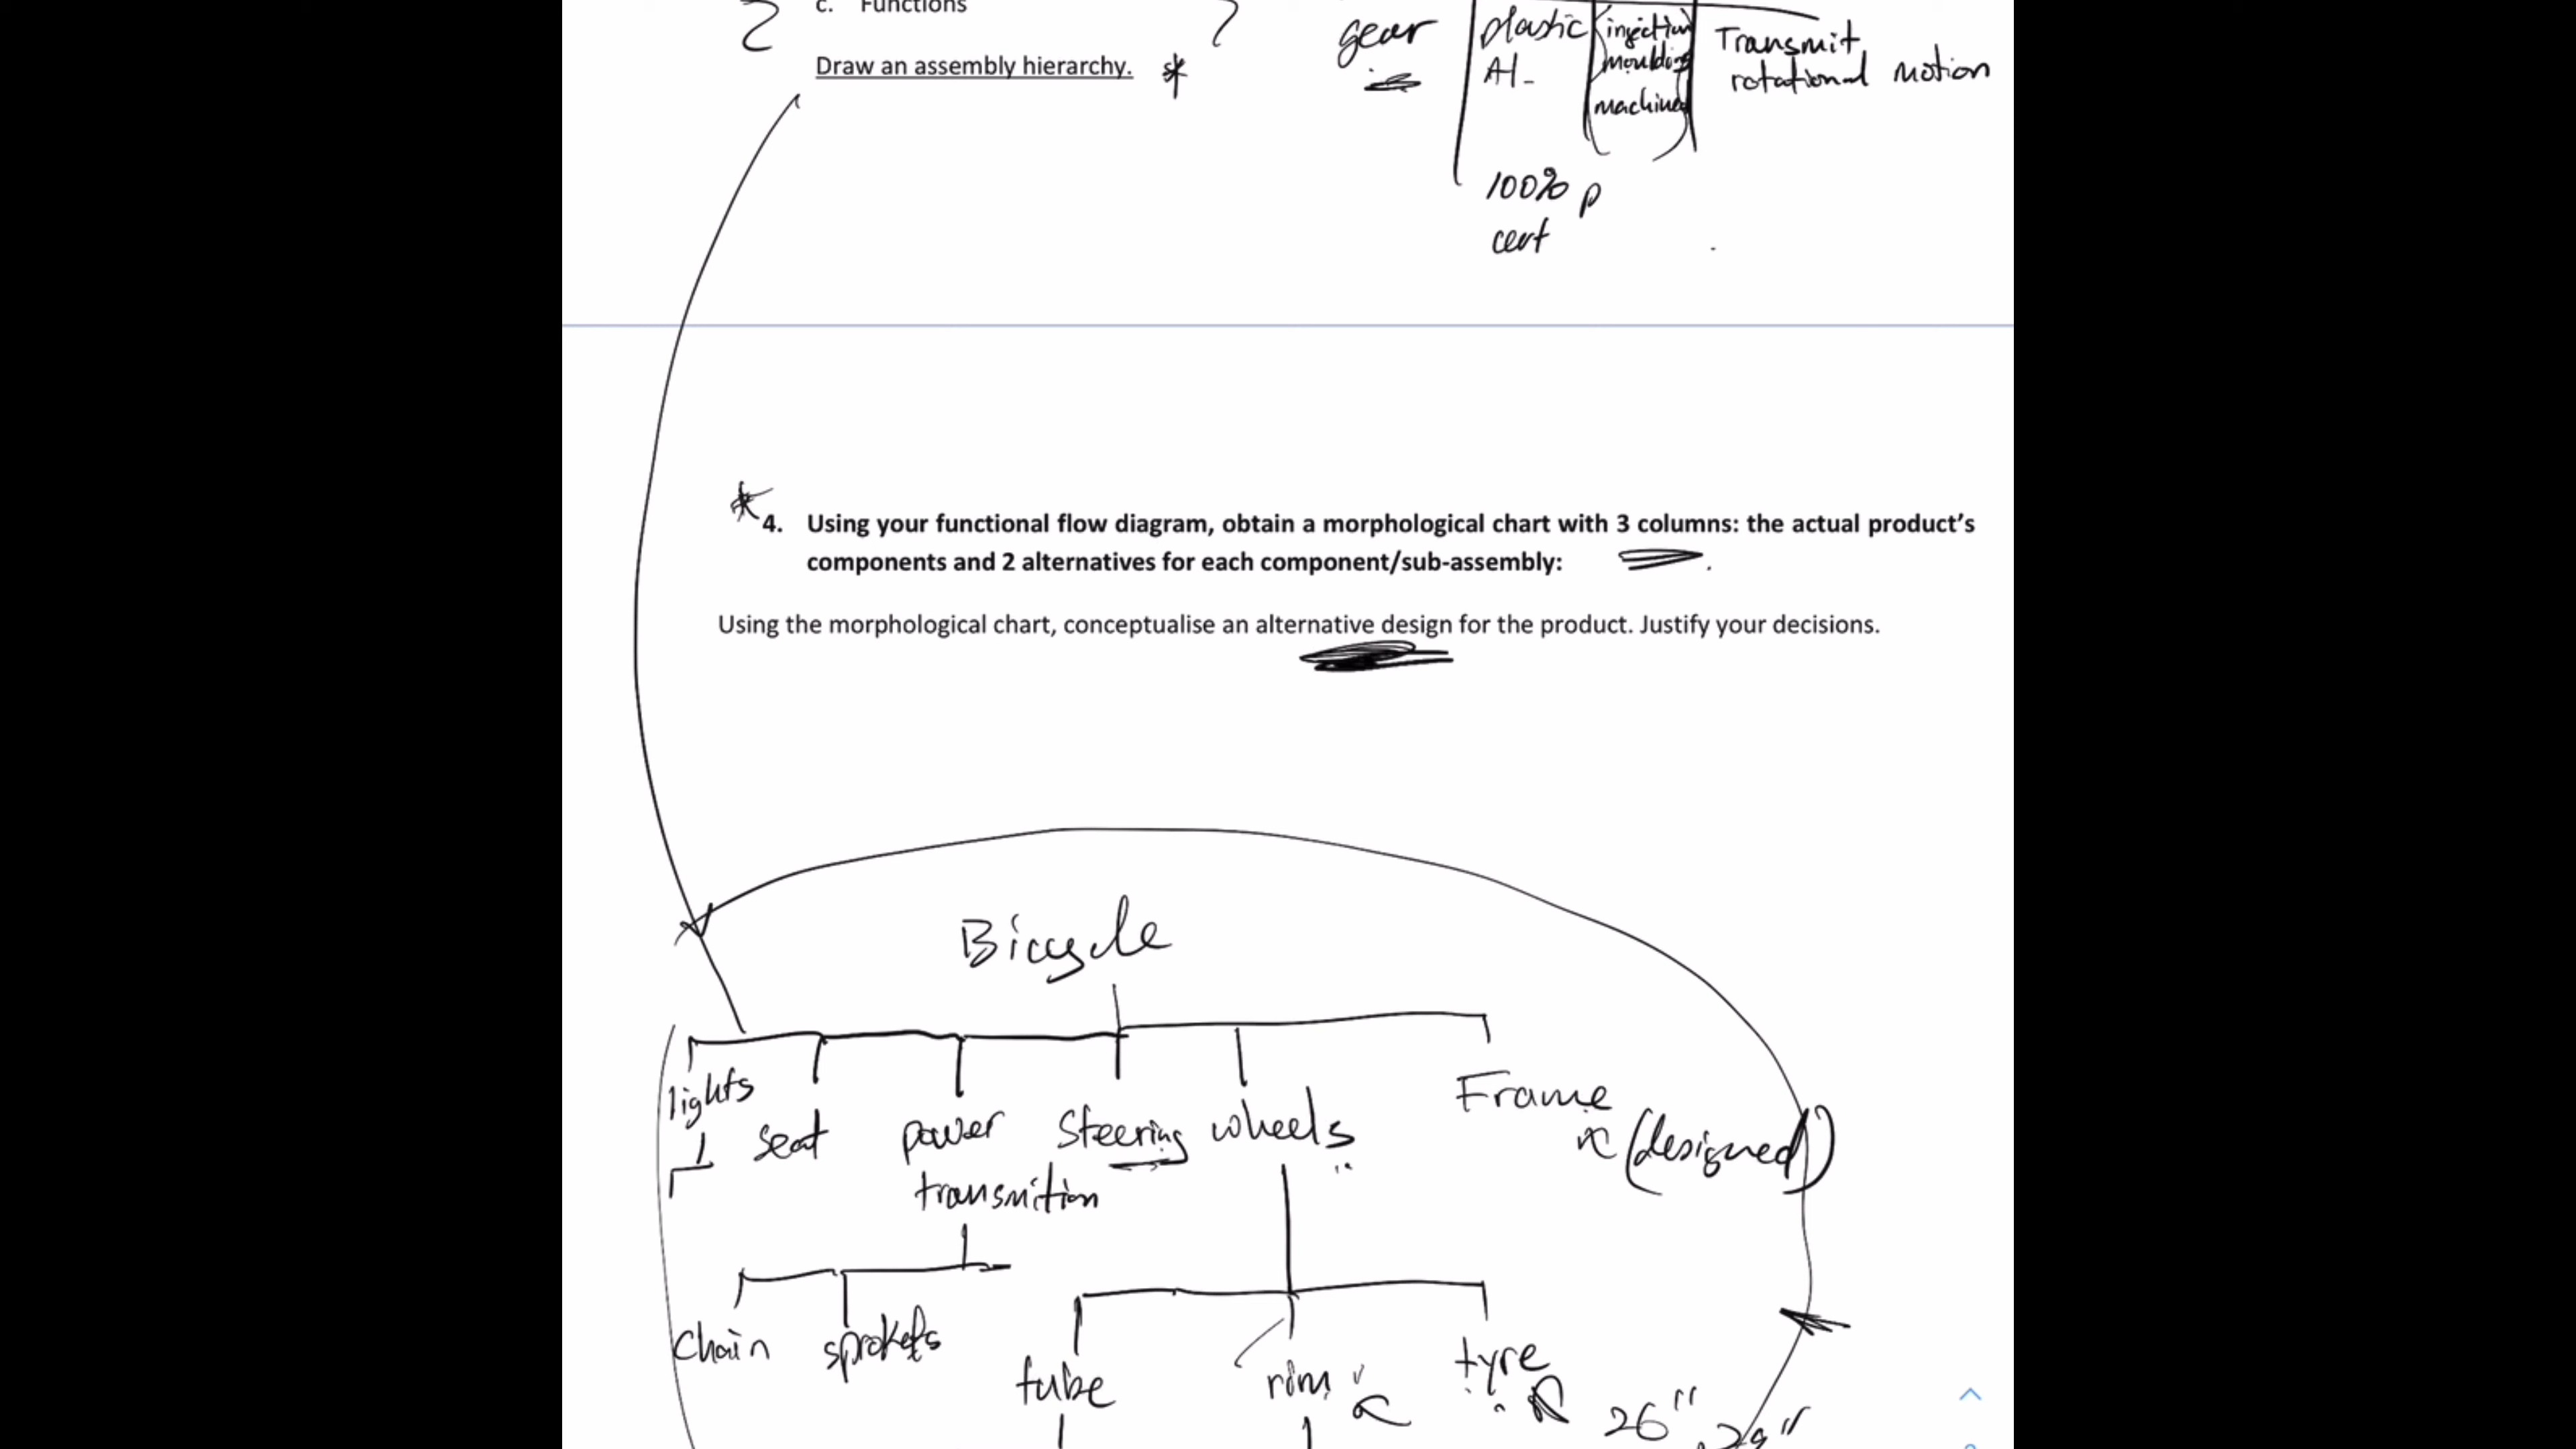 c. Functions
Draw an assembly hierarchy. *
gear
plastic
Al-
injection
moulding
machined
Transmit
rotational motion
100% p
cert
* 4. Using your functional flow diagram, obtain a morphological chart with 3 columns: the actual product's
components and 2 alternatives for each component/sub-assembly:
Using the morphological chart, conceptualise an alternative design for the product. Justify your decisions.
Bicycle
lights
seat
power
transmition
steering
wheels
Frame
(designed)
chain
sprokets
tube
rim
tyre
26"